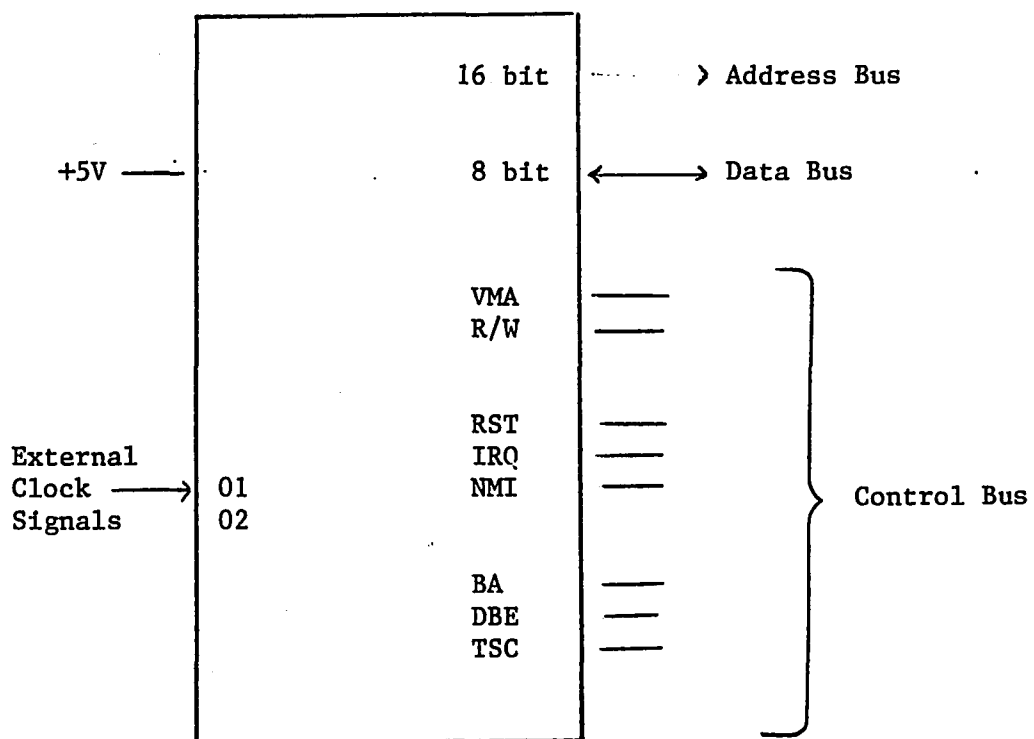 16 bit Address Bus
+5V 8 bit Data Bus
VMA
R/W
RST
External IRQ
Clock 01 NMI Control Bus
Signals 02
BA
DBE
TSC